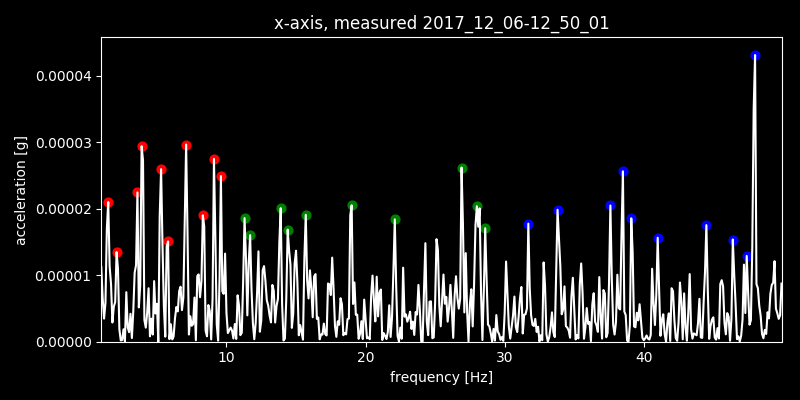 x-axis, measured 2017_12_06-12_50_01
0.00004
0.00003
0.00002
0.00001
0.00000
acceleration [g]
10 20 30 40
frequency [Hz]